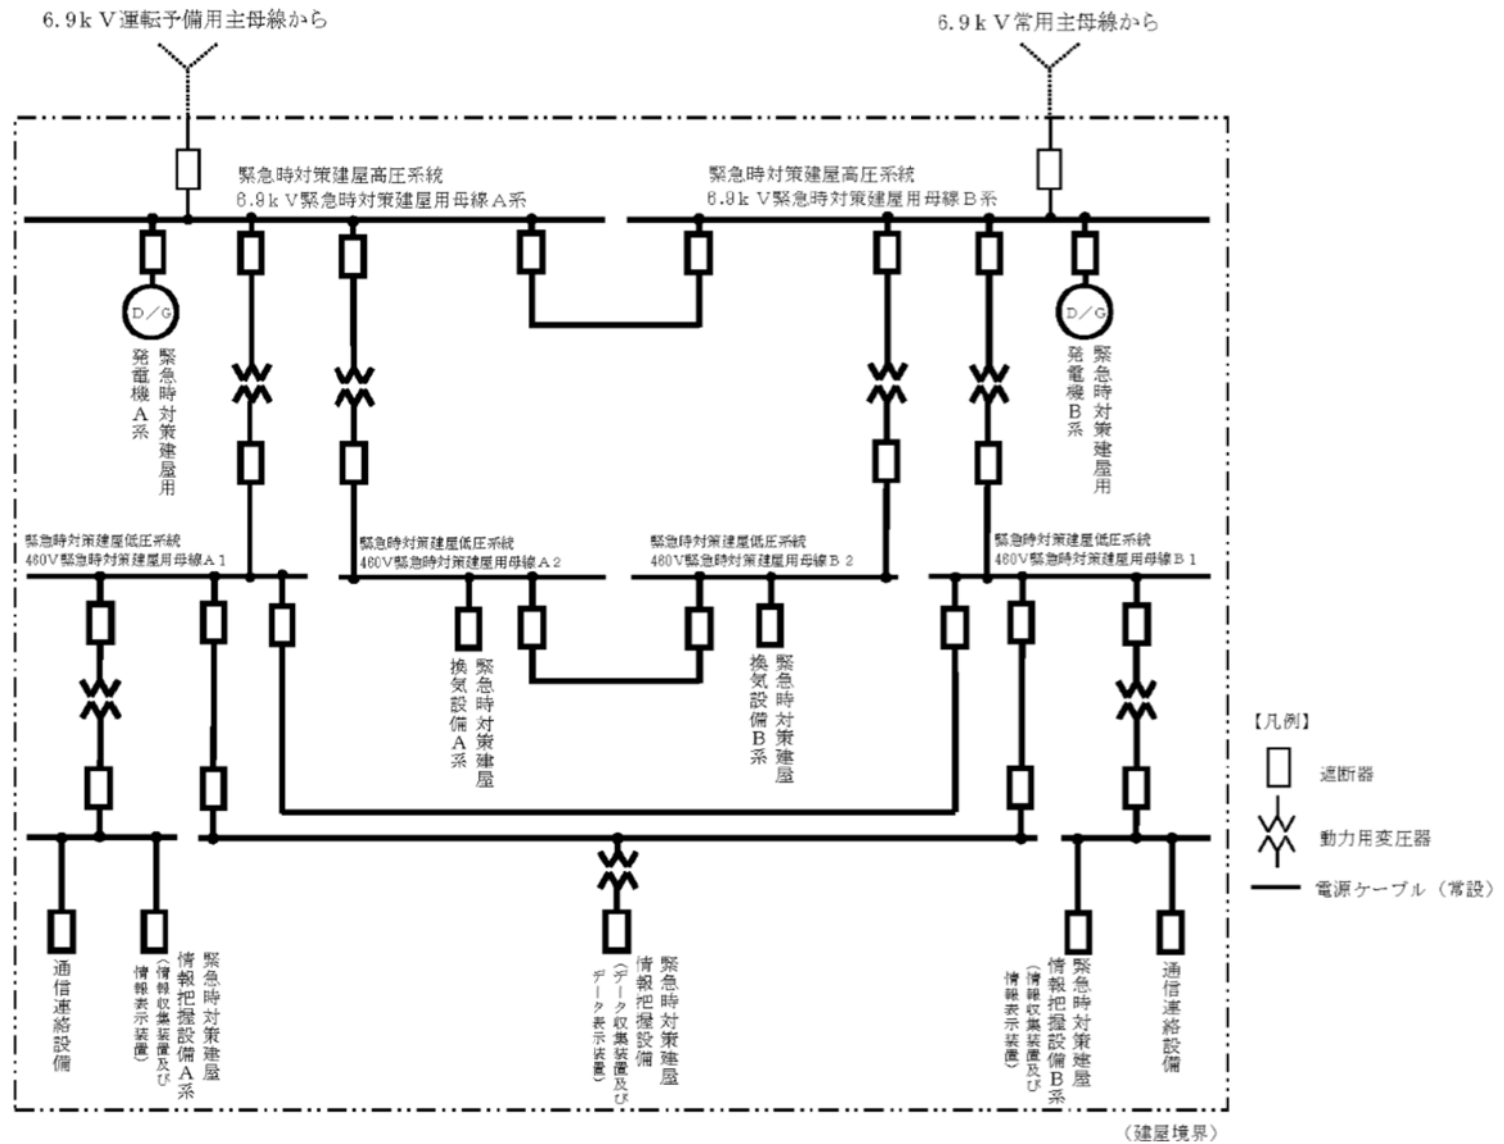 6.9kV運転予備用主母線から
6.9kV常用主母線から
緊急時対策建屋高圧系統
6.9kV緊急時対策建屋用母線A系
緊急時対策建屋高圧系統
6.9kV緊急時対策建屋用母線B系
D/G
D/G
緊急時対策建屋用
発電機A系
緊急時対策建屋用
発電機B系
緊急時対策建屋低圧系統
460V緊急時対策建屋用母線A1
緊急時対策建屋低圧系統
460V緊急時対策建屋用母線A2
緊急時対策建屋低圧系統
460V緊急時対策建屋用母線B2
緊急時対策建屋低圧系統
460V緊急時対策建屋用母線B1
緊急時対策建屋
換気設備A系
緊急時対策建屋
換気設備B系
【凡例】
遮断器
動力用変圧器
電源ケーブル(常設)
通信連絡設備
緊急時対策建屋
情報把握設備A系
(情報収集装置及び
情報表示装置)
緊急時対策建屋
情報把握設備
(データ収集装置及び
データ表示装置)
緊急時対策建屋
情報把握設備B系
(情報収集装置及び
情報表示装置)
通信連絡設備
(建屋境界)